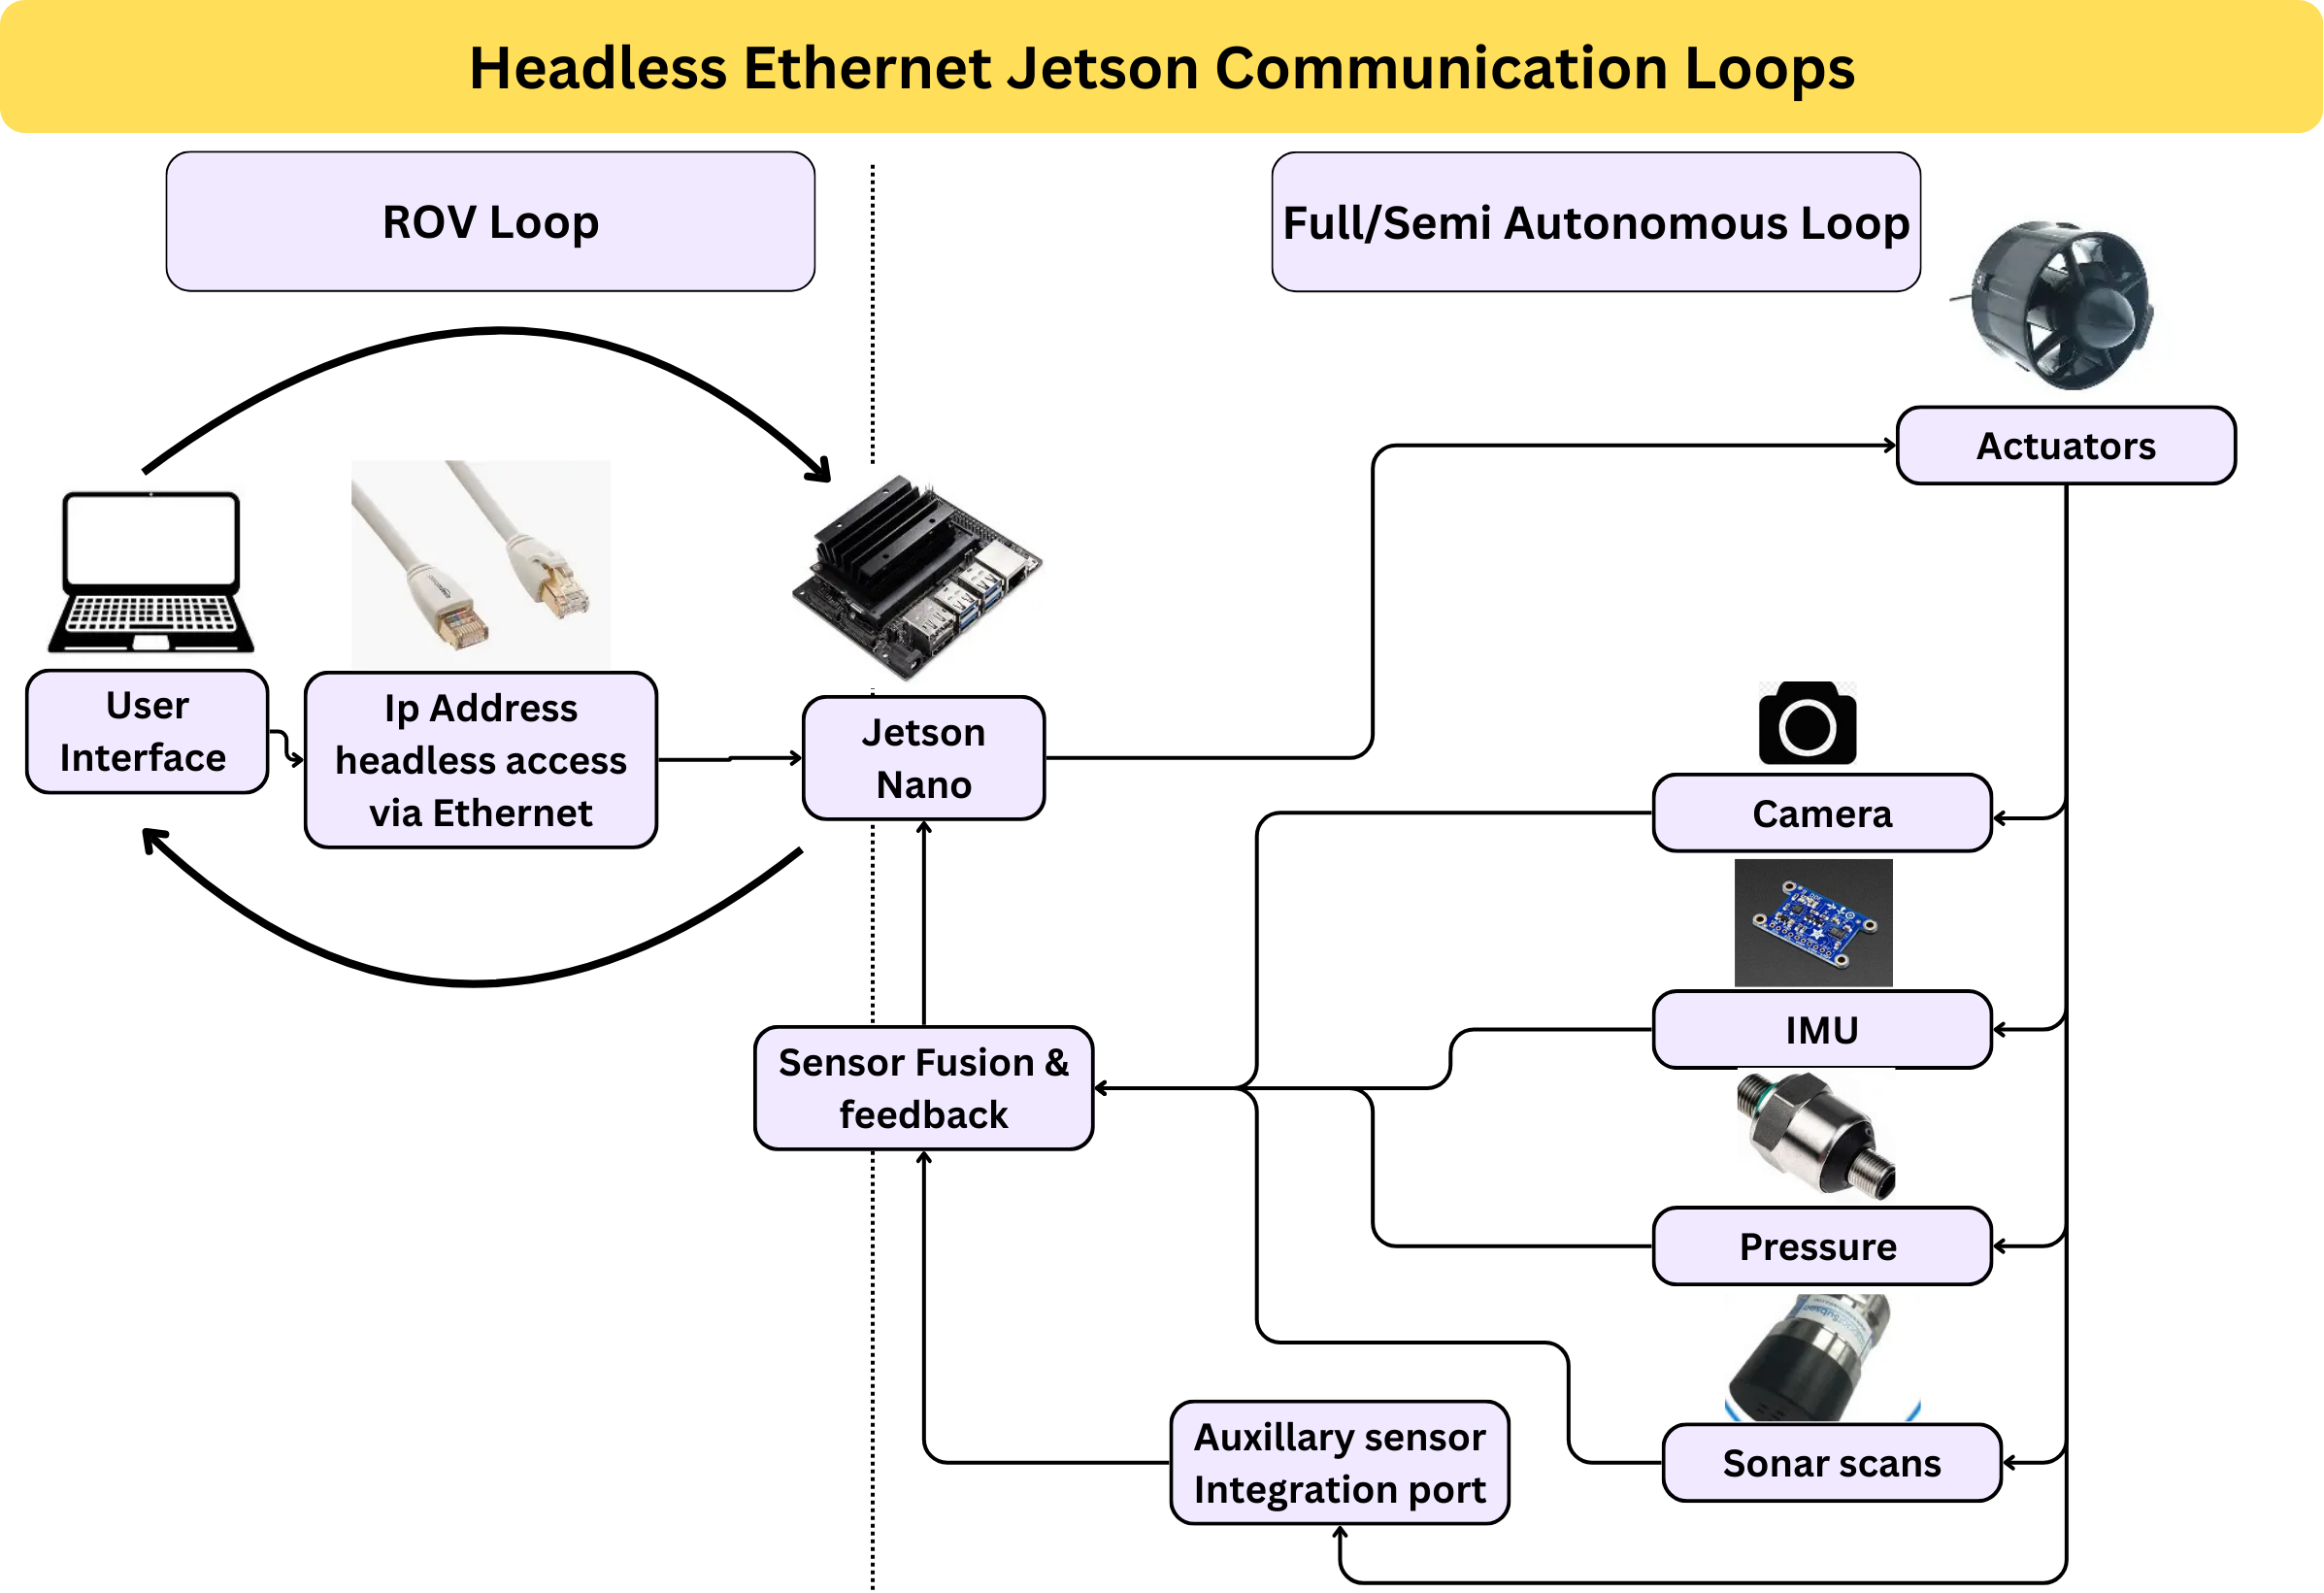 Headless Ethernet Jetson Communication Loops
ROV Loop
Full/Semi Autonomous Loop
Actuators
User
Interface
Ip Address
headless access
via Ethernet
Jetson
Nano
Camera
IMU
Sensor Fusion &
feedback
Pressure
Auxillary sensor
Integration port
Sonar scans